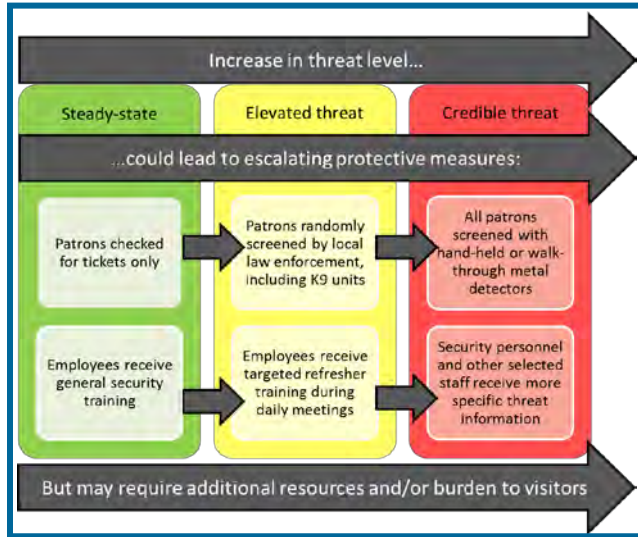 Increase in threat level...
Steady-state
Elevated threat
Credible threat
...could lead to escalating protective measures:
Patrons checked
for tickets only
Patrons randomly
screened by local
law enforcement,
including K9 units
All patrons
screened with
hand-held or walk-
through metal
detectors
Employees receive
general security
training
Employees receive
targeted refresher
training during
daily meetings
Security personnel
and other selected
staff receive more
specific threat
information
But may require additional resources and/or burden to visitors